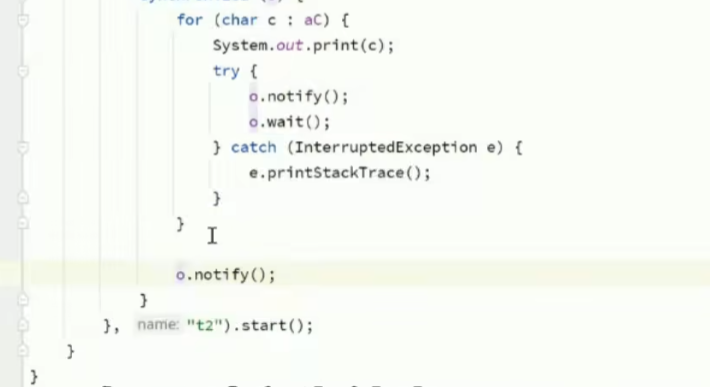 for (char c : aC) {
System.out.print(c);
try {
o.notify();
o.wait();
} catch (InterruptedException e) {
e.printStackTrace();
}
}
o.notify();
}
}, name: "t2").start();
}
}